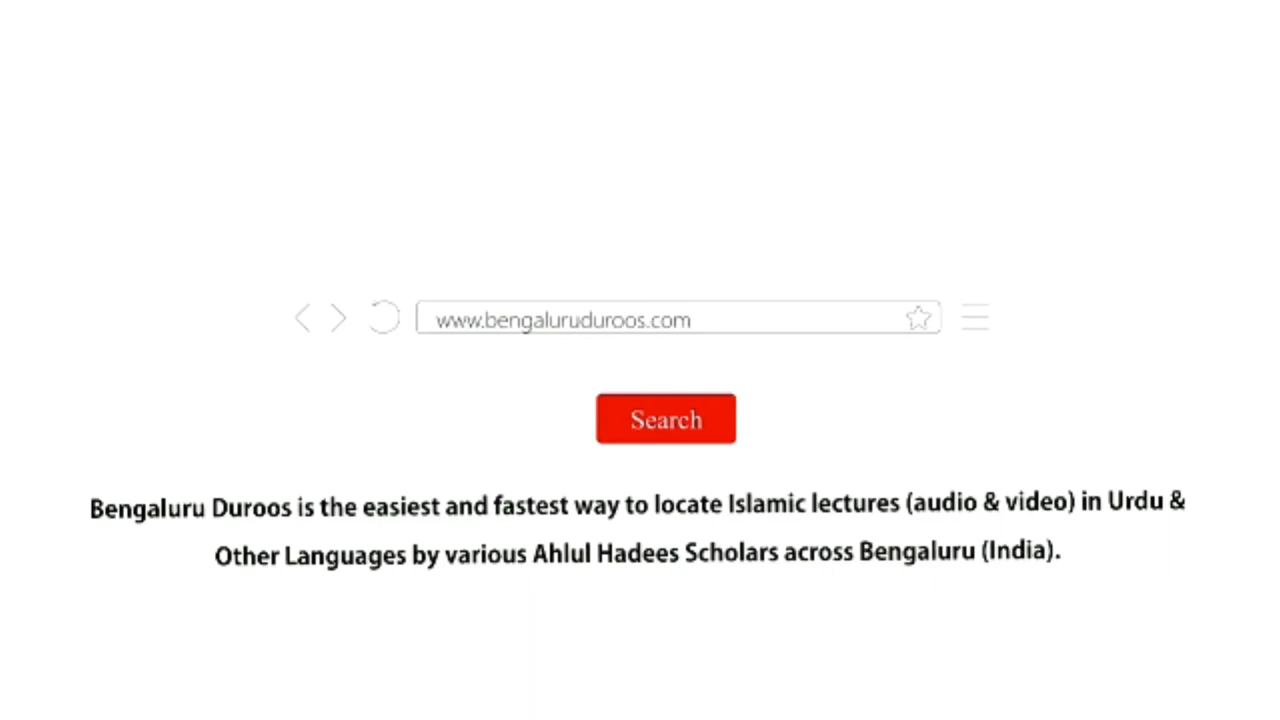 www.bengaluruduroos.com
Search
Bengaluru Duroos is the easiest and fastest way to locate Islamic lectures (audio & video) in Urdu &
Other Languages by various Ahlul Hadees Scholars across Bengaluru (India).